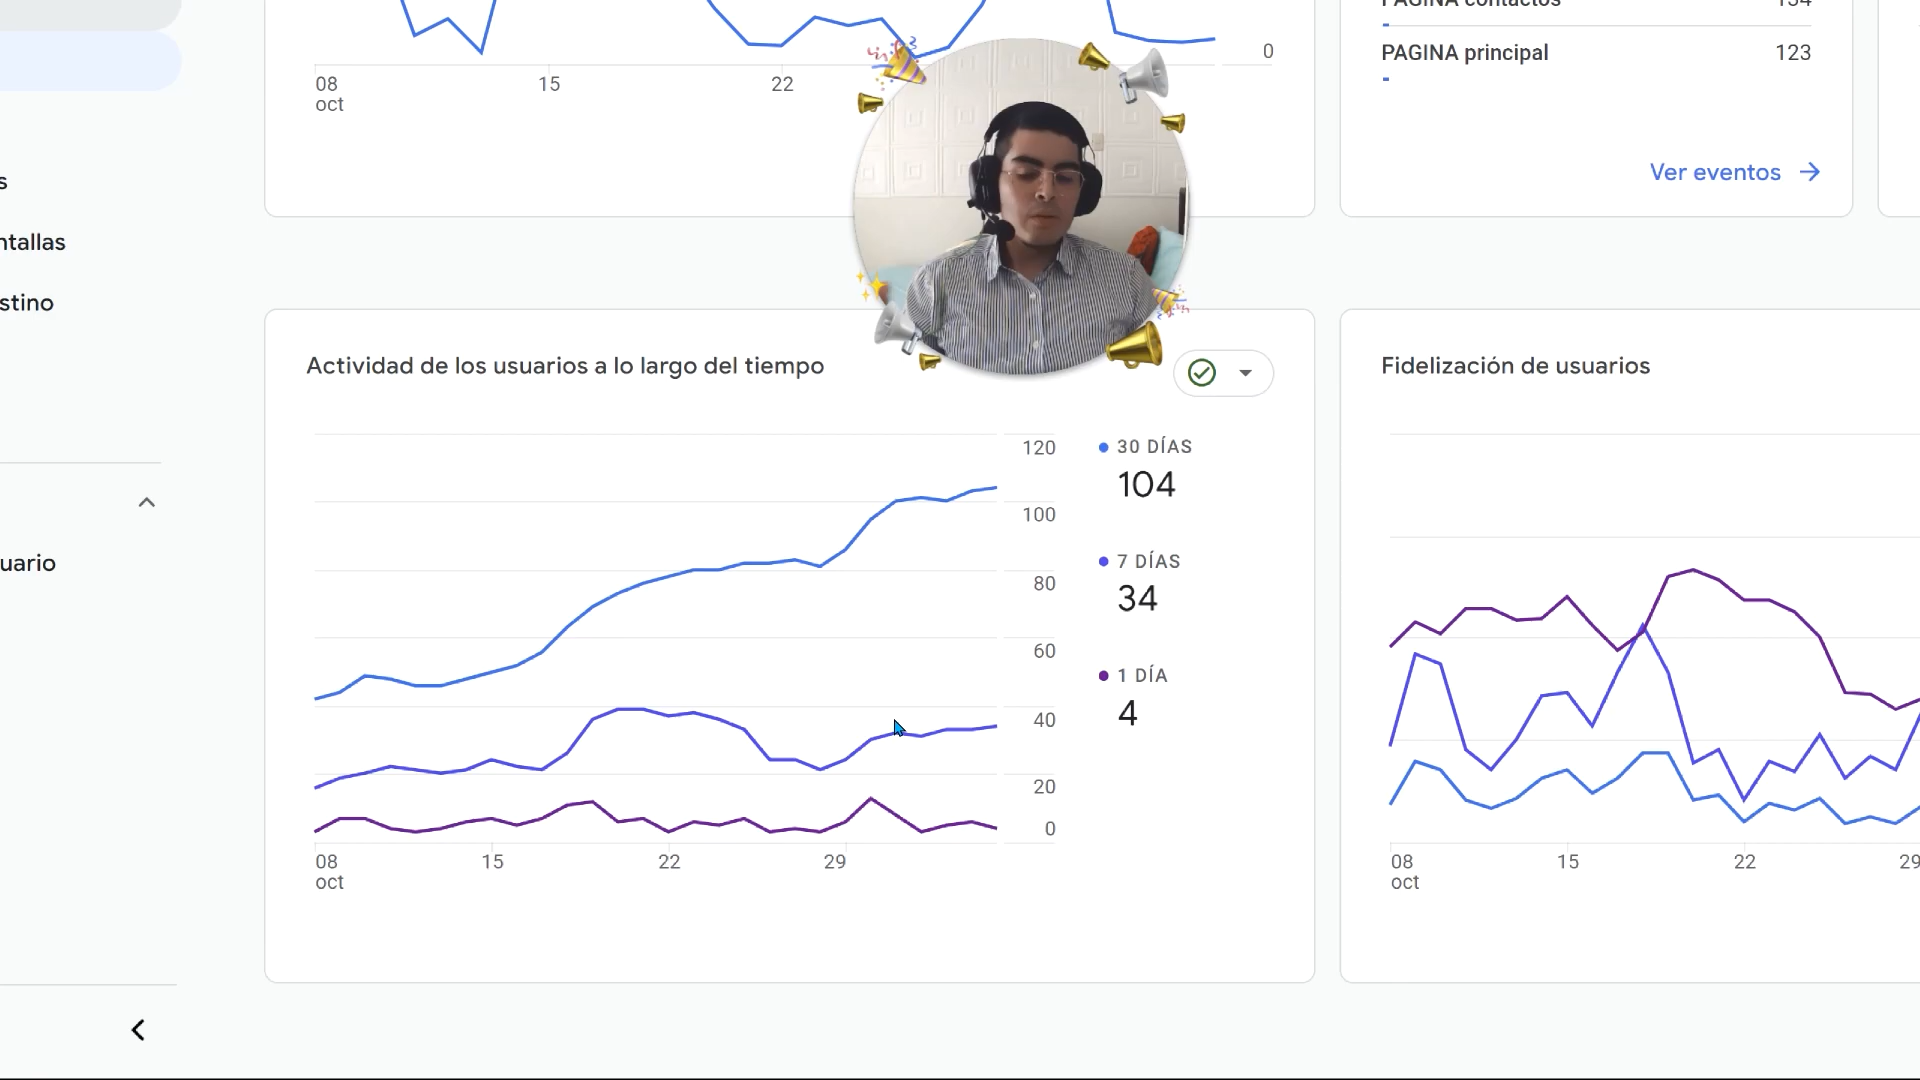 0
08
oct
15
22
134
PAGINA principal
123
Ver eventos
s
ntallas
stino
uario
Actividad de los usuarios a lo largo del tiempo
120
100
80
60
40
20
0
08
oct
15
22
29
30 DÍAS
104
7 DÍAS
34
1 DÍA
4
Fidelización de usuarios
08
oct
15
22
29